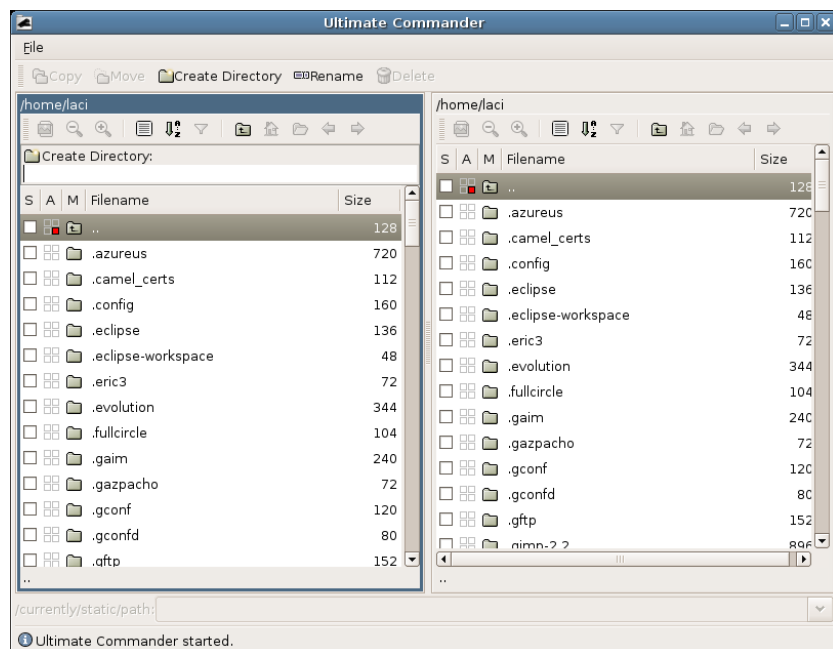 Ultimate Commander
File
Copy Move Create Directory Rename Delete
/home/laci
Create Directory:
S A M Filename Size
.. 128
.azureus 720
.camel_certs 112
.config 160
.eclipse 136
.eclipse-workspace 48
.eric3 72
.evolution 344
.fullcircle 104
.gaim 240
.gazpacho 72
.gconf 120
.gconfd 80
.gftp 152
..
/home/laci
S A M Filename Size
.. 128
.azureus 720
.camel_certs 112
.config 160
.eclipse 136
.eclipse-workspace 48
.eric3 72
.evolution 344
.fullcircle 104
.gaim 240
.gazpacho 72
.gconf 120
.gconfd 80
.gftp 152
.gimp-2.2 896
..
/currently/static/path:
Ultimate Commander started.